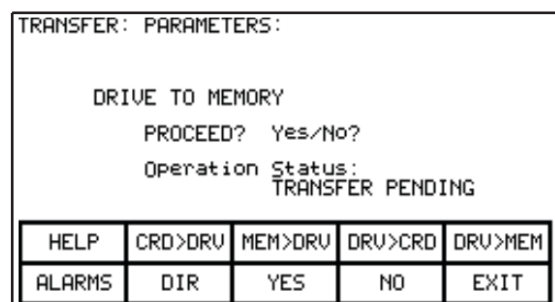 TRANSFER: PARAMETERS:
DRIVE TO MEMORY
PROCEED? Yes/No?
Operation Status:
TRANSFER PENDING
HELP CRD>DRV MEM>DRV DRV>CRD DRV>MEM
ALARMS DIR YES NO EXIT